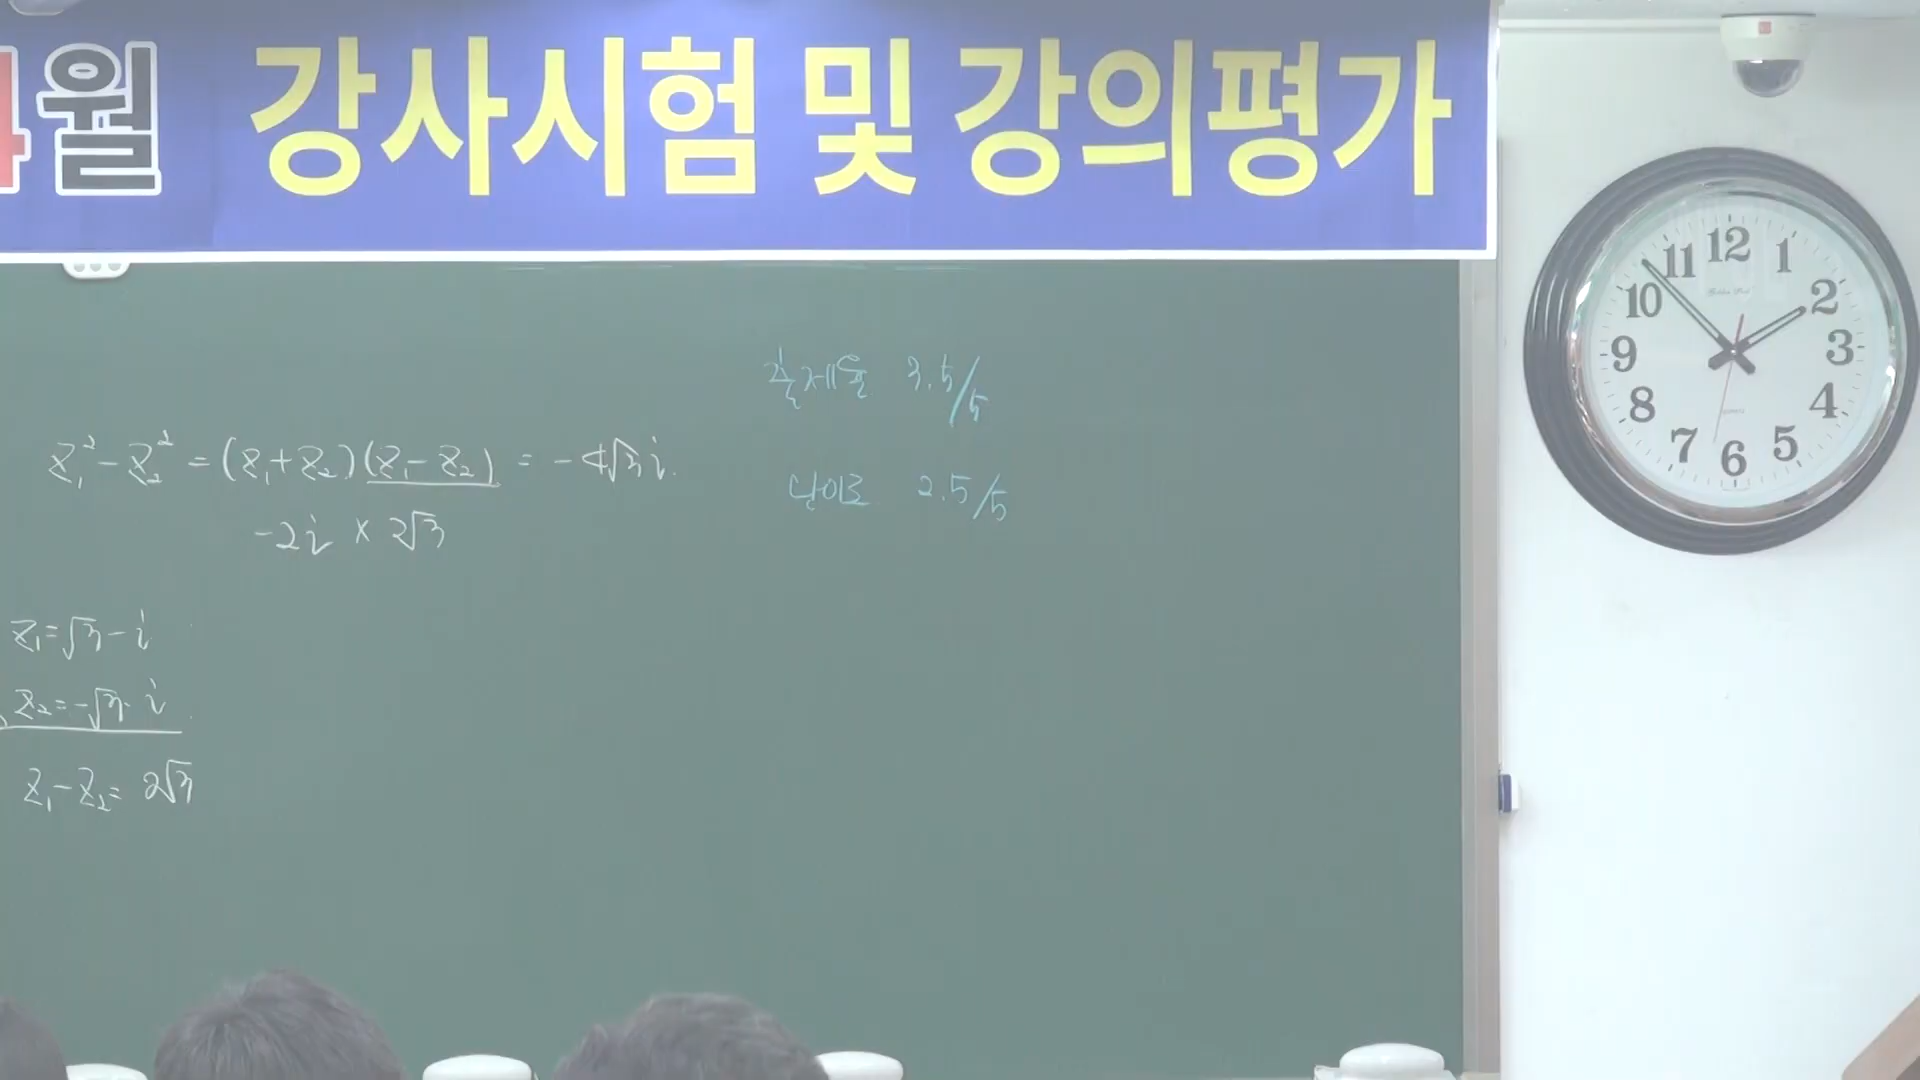 4월 강사시험 및 강의평가
z₁² - z₂² = (z₁+z₂)(z₁-z₂) = -4√3 i.
-2i × 2√3
z₁=√3-i
z₂=-√3-i
z₁-z₂= 2√3
출제율 3.5/5
난이도 2.5/5
11 12 1
10 2
9 3
8 4
7 6 5